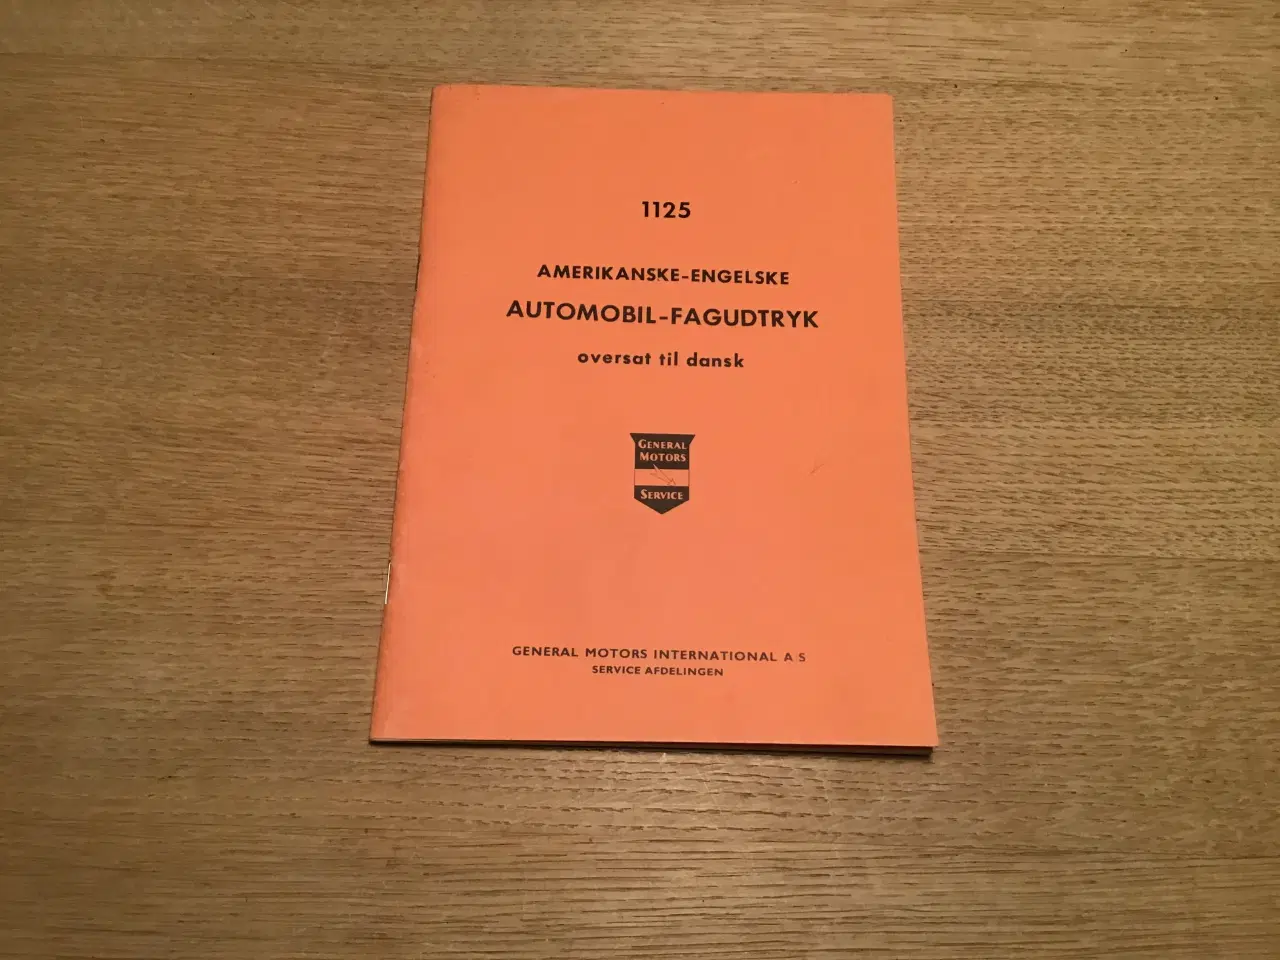 1125
AMERIKANSKE-ENGELSKE
AUTOMOBIL-FAGUDTRYK
oversat til dansk
GENERAL
MOTORS
SERVICE
GENERAL MOTORS INTERNATIONAL A/S
SERVICE AFDELINGEN